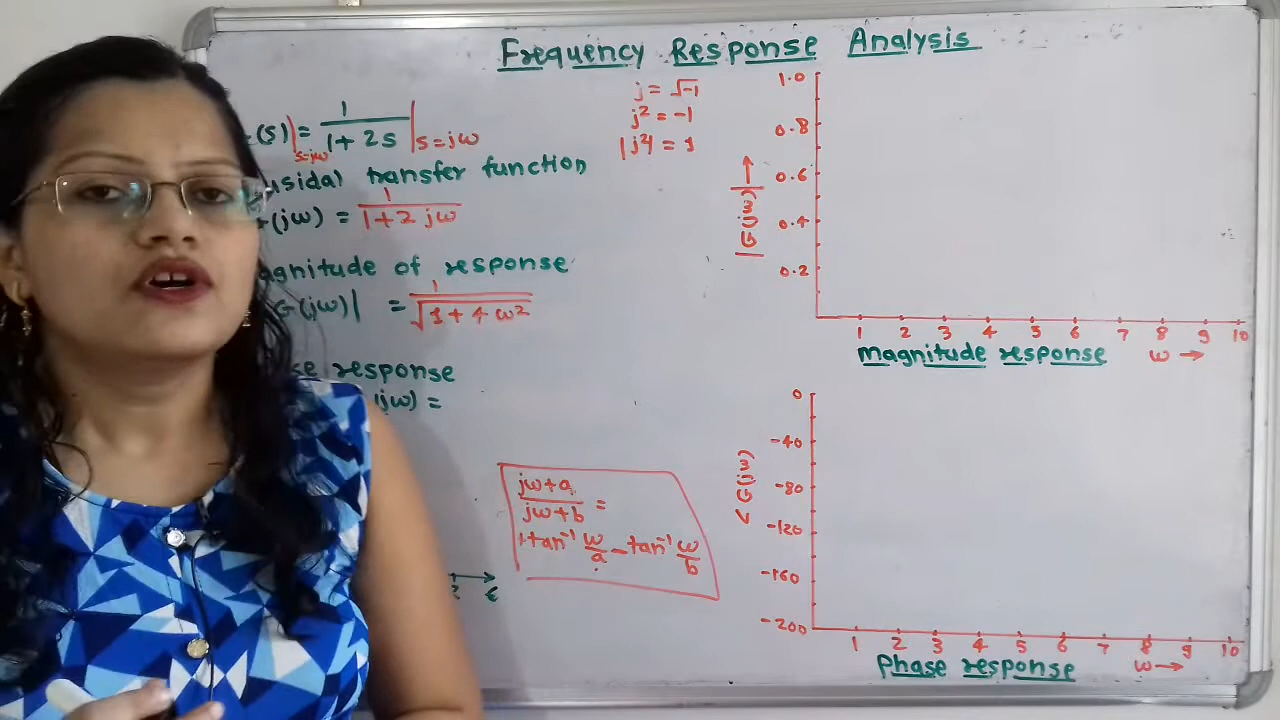 Frequency Response Analysis
(s)|s=jω = 1/1+2s |s=jω
usidal transfer function
(jω) = 1/1+2jω
agnitude of response
G(jω)| = 1/√1+4ω²
se response
(jω) =
j = √-1
j² = -1
|j²| = 1
jω+a/jω+b =
tan⁻¹ ω/a - tan⁻¹ ω/b
t
|G(jω)| →
1.0
0.8
0.6
0.4
0.2
1 2 3 4 5 6 7 8 9 10
magnitude response ω →
< G(jω)
0
-40
-80
-120
-160
-200
1 2 3 4 5 6 7 8 9 10
Phase response ω →